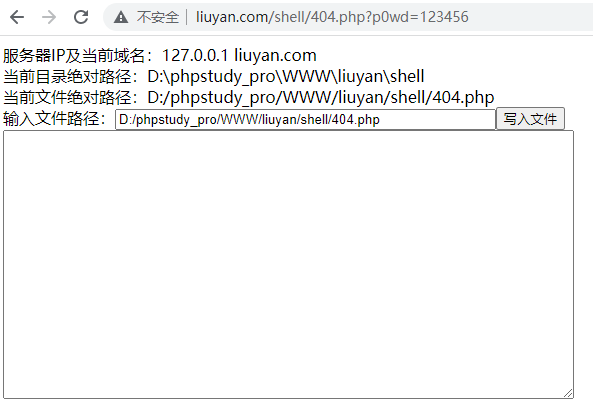 不安全 | liuyan.com/shell/404.php?p0wd=123456
服务器IP及当前域名：127.0.0.1 liuyan.com
当前目录绝对路径：D:\phpstudy_pro\WWW\liuyan\shell
当前文件绝对路径：D:/phpstudy_pro/WWW/liuyan/shell/404.php
输入文件路径：D:/phpstudy_pro/WWW/liuyan/shell/404.php 写入文件